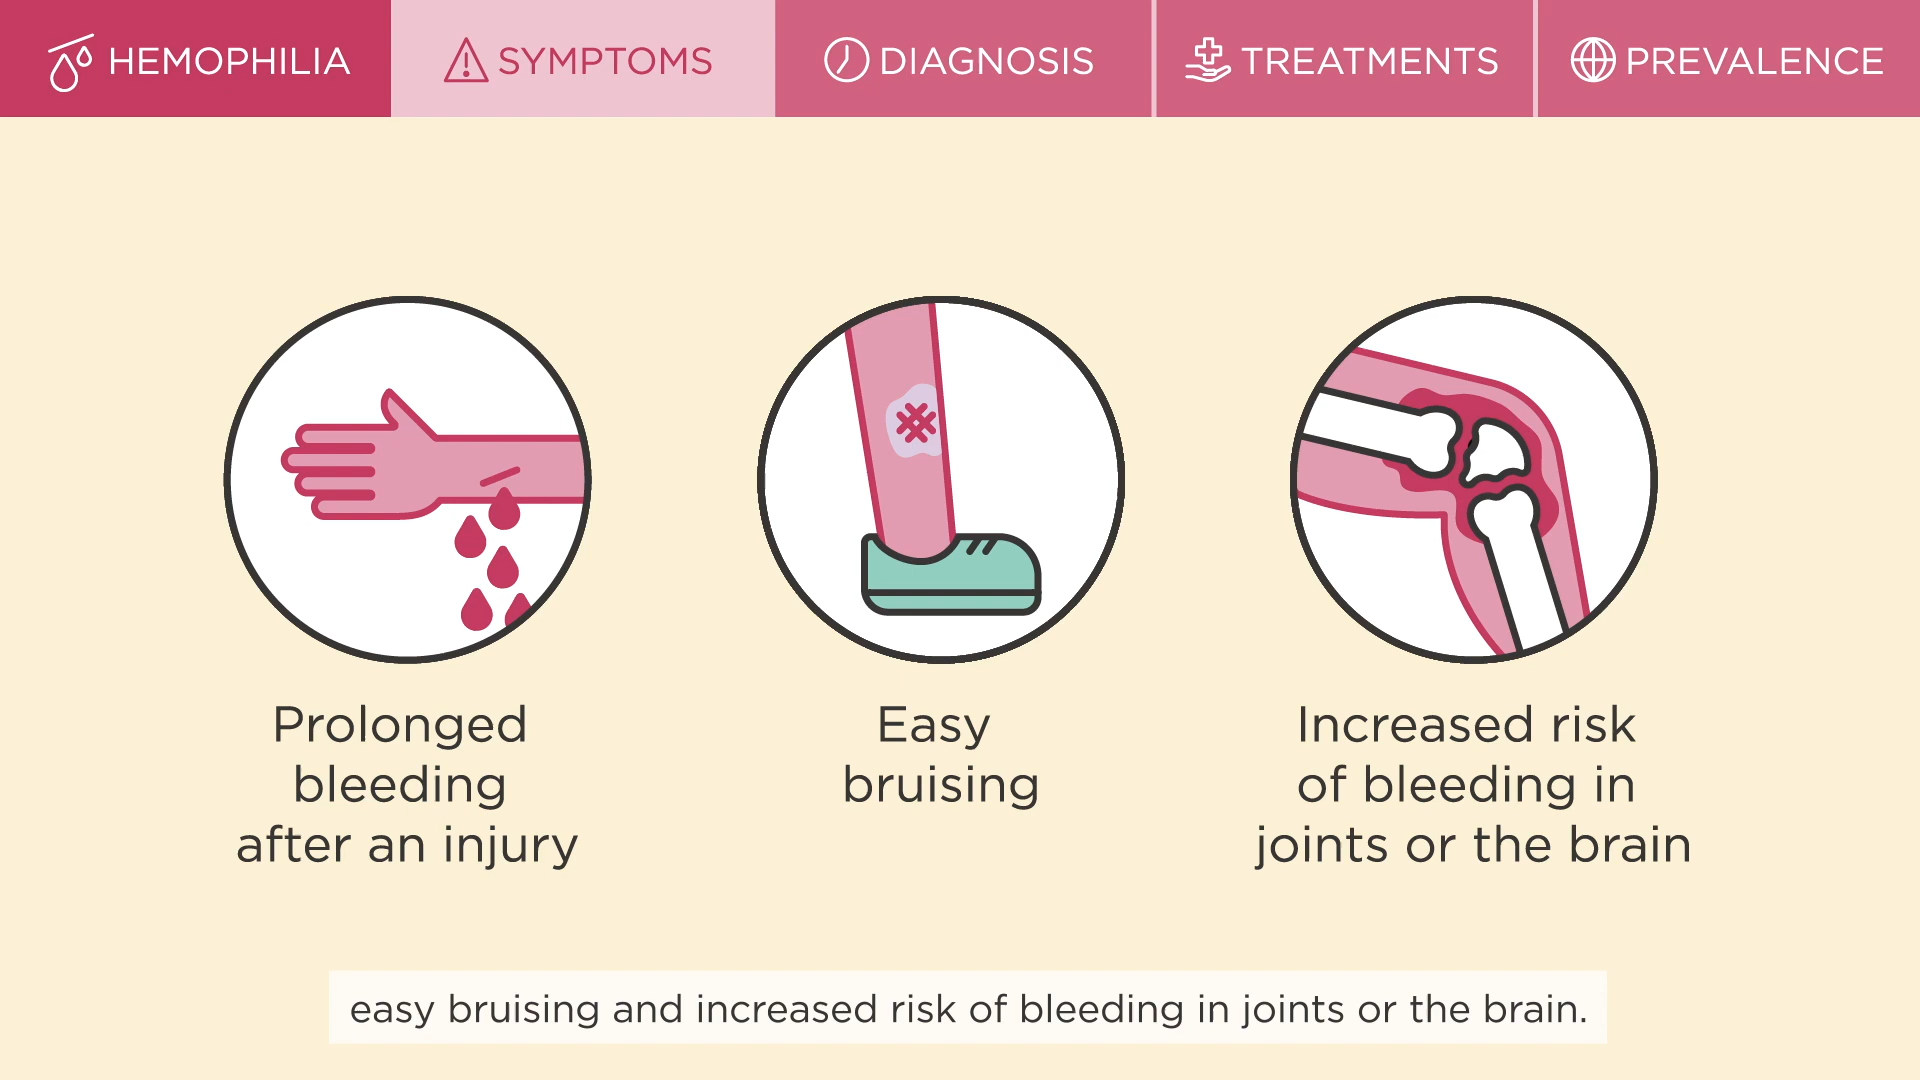 HEMOPHILIA
SYMPTOMS
DIAGNOSIS
TREATMENTS
PREVALENCE
Prolonged
bleeding
after an injury
Easy
bruising
Increased risk
of bleeding in
joints or the brain
easy bruising and increased risk of bleeding in joints or the brain.